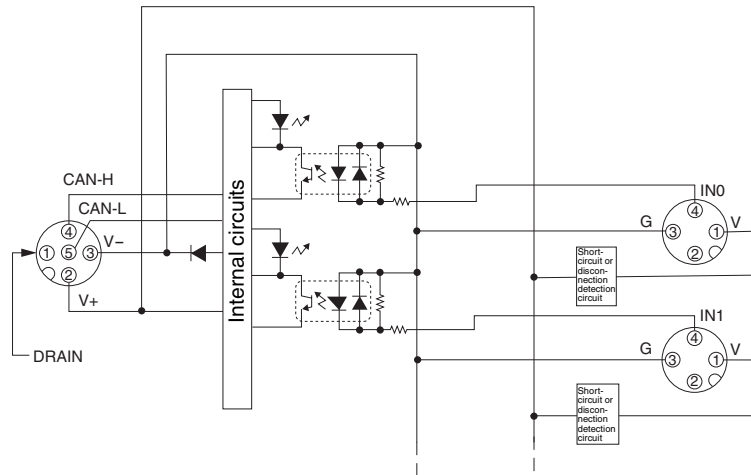 CAN-H
CAN-L
4
1
5
3
2
V−
V+
DRAIN
Internal circuits
IN0
4
G
3
1
V
2
Short-
circuit or
discon-
nection
detection
circuit
IN1
4
G
3
1
V
2
Short-
circuit or
discon-
nection
detection
circuit